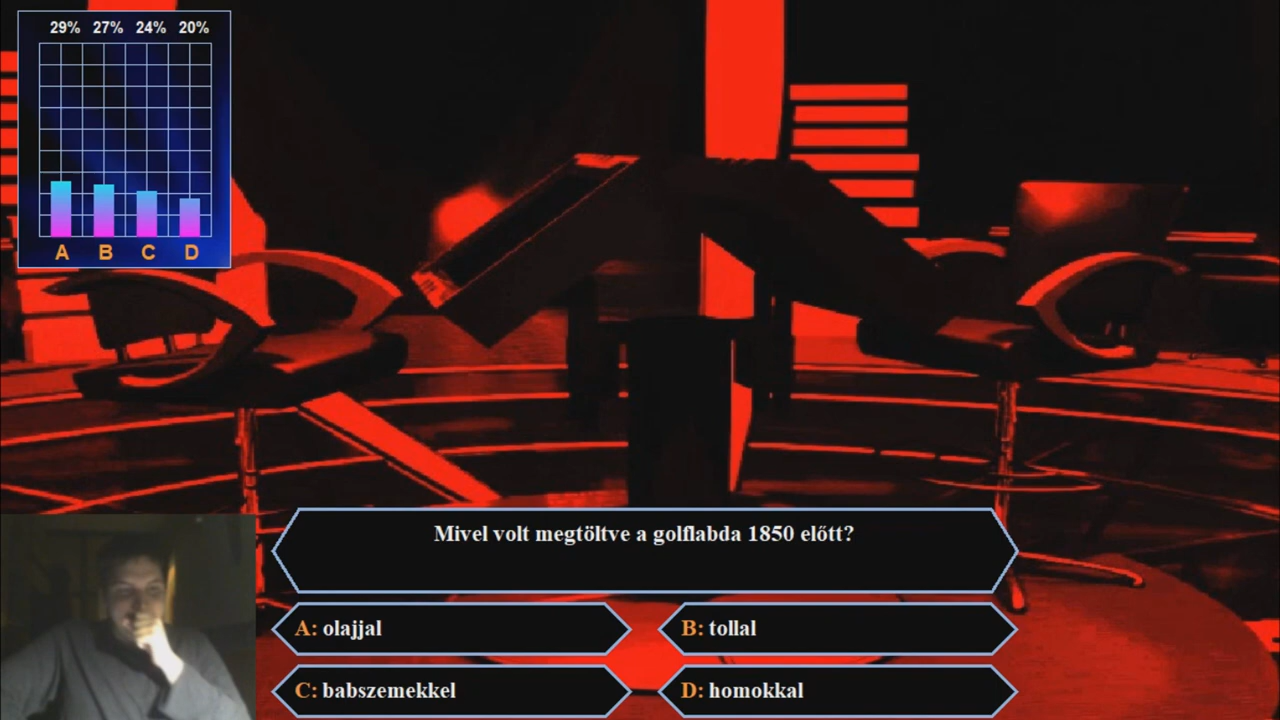 29% 27% 24% 20%
A B C D
Mivel volt megtöltve a golflabda 1850 előtt?
A: olajjal
B: tollal
C: babszemekkel
D: homokkal